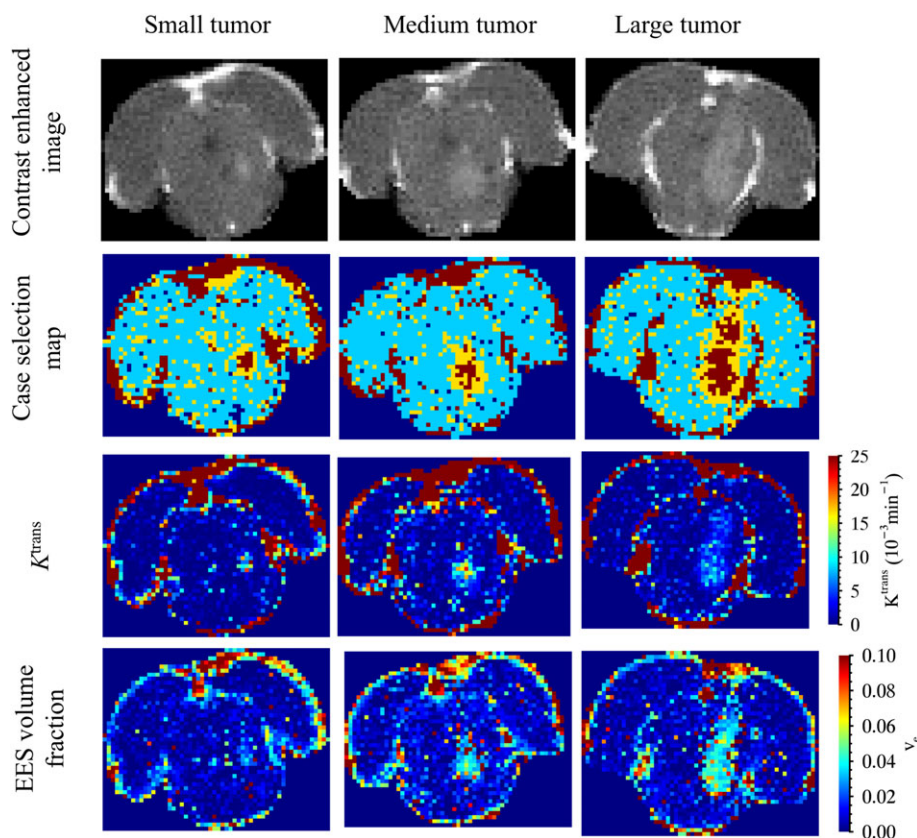 Small tumor Medium tumor Large tumor
Contrast enhanced
image
Case selection
map
K^trans
25
20
15
10
5
0
K^trans (10^−3 min^−1)
EES volume
fraction
0.10
0.08
0.06
0.04
0.02
0.00
v_e